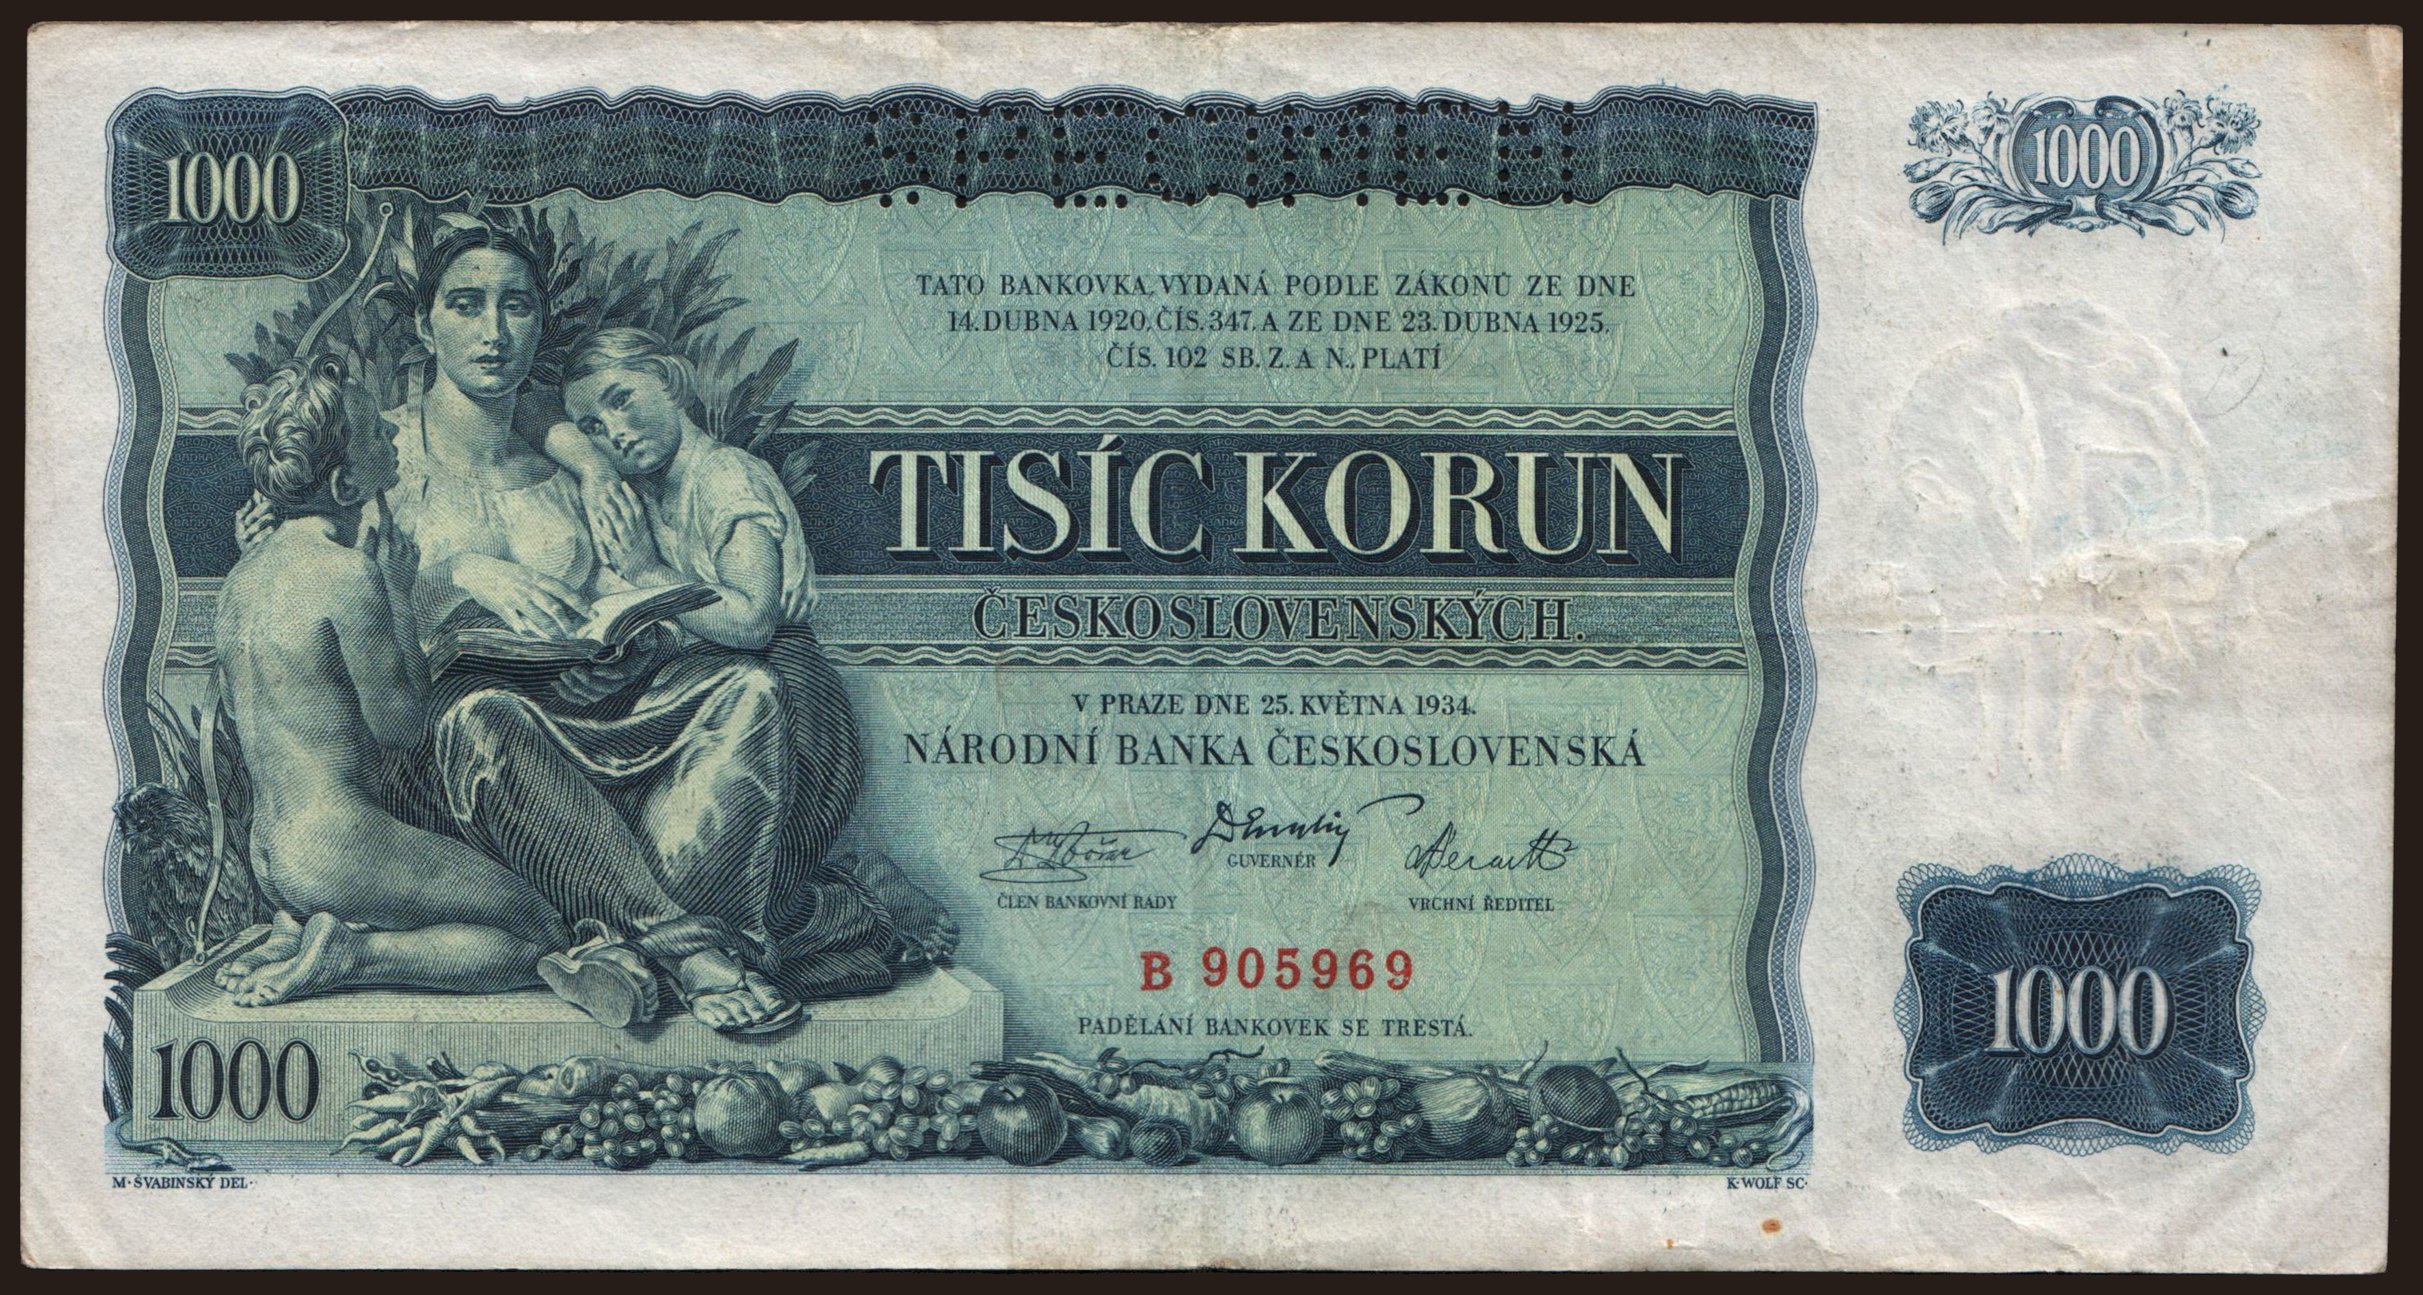 1000
SPECIMEN
1000
TATO BANKOVKA, VYDANÁ PODLE ZÁKONŮ ZE DNE
14. DUBNA 1920, ČÍS. 347. A ZE DNE 23. DUBNA 1925,
ČÍS. 102 SB. Z. A N., PLATÍ
TISÍC KORUN
ČESKOSLOVENSKÝCH.
V PRAZE DNE 25. KVĚTNA 1934.
NÁRODNÍ BANKA ČESKOSLOVENSKÁ
GUVERNÉR
ČLEN BANKOVNÍ RADY
VRCHNÍ ŘEDITEL
B 905969
PADĚLÁNÍ BANKOVEK SE TRESTÁ.
1000
1000
M. ŠVABINSKÝ DEL.
K. WOLF SC.